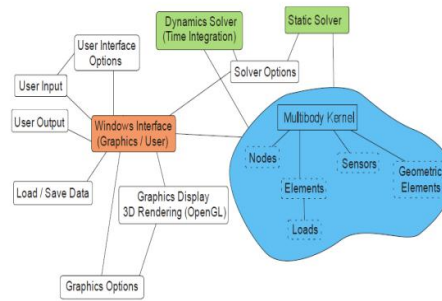 Dynamics Solver
(Time Integration)
Static Solver
User Interface
Options
Solver Options
User Input
User Output
Windows Interface
(Graphics / User)
Multibody Kernel
Nodes
Sensors
Geometric
Elements
Elements
Load / Save Data
Graphics Display
3D Rendering (OpenGL)
Loads
Graphics Options